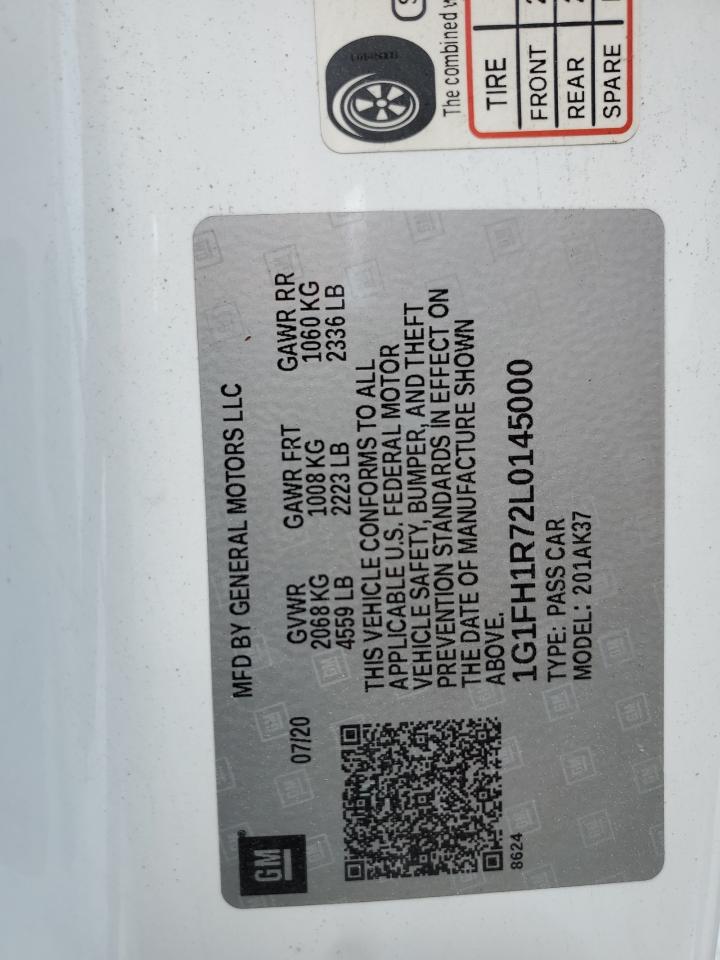 GM
MFD BY GENERAL MOTORS LLC
07/20
GVWR GAWR FRT GAWR RR
2068 KG 1008 KG 1060 KG
4559 LB 2223 LB 2336 LB
THIS VEHICLE CONFORMS TO ALL
APPLICABLE U.S. FEDERAL MOTOR
VEHICLE SAFETY, BUMPER, AND THEFT
PREVENTION STANDARDS IN EFFECT ON
THE DATE OF MANUFACTURE SHOWN
ABOVE.
1G1FH1R72L0145000
TYPE: PASS CAR
MODEL: 201AK37
8624
The combined
TIRE
FRONT
REAR
SPARE